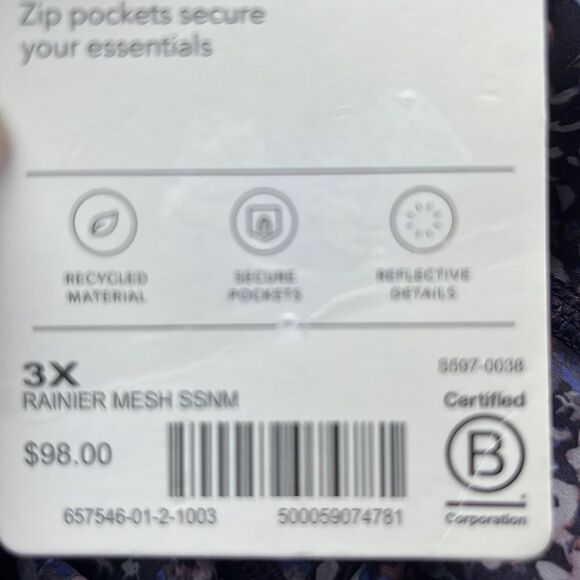 Zip pockets secure
your essentials
RECYCLED
MATERIAL
SECURE
POCKETS
REFLECTIVE
DETAILS
3X
S597-0038
RAINIER MESH SSNM
Certified
$98.00
B
657546-01-2-1003
500059074781
Corporation